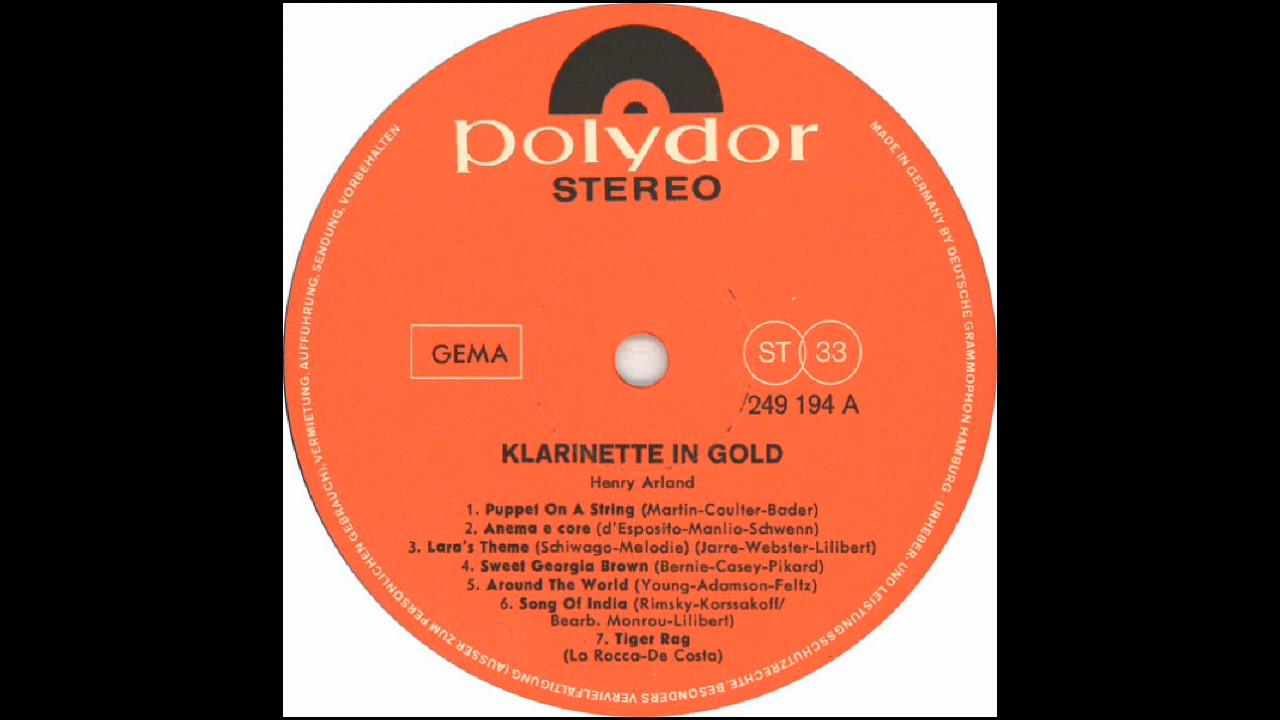 polydor
STEREO
GEMA
ST 33
249 194 A
KLARINETTE IN GOLD
Henry Arland
1. Puppet On A String (Martin-Coulter-Bader)
2. Anema e core (d'Esposito-Manlio-Schwenn)
3. Lara's Theme (Schiwago-Melodie) (Jarre-Webster-Lilibert)
4. Sweet Georgia Brown (Bernie-Casey-Pikard)
5. Around The World (Young-Adamson-Feltz)
6. Song Of India (Rimsky-Korssakoff/
Bearb. Monrou-Lilibert)
7. Tiger Rag
(La Rocca-De Costa)
MADE IN GERMANY BY DEUTSCHE GRAMMOPHON HAMBURG · URHEBER- UND LEISTUNGSSCHUTZRECHTE, BESONDERS VERVIELFÄLTIGUNG (AUSSER ZUM PERSÖNLICHEN GEBRAUCH), VERMIETUNG, AUFFÜHRUNG, SENDUNG, VORBEHALTEN